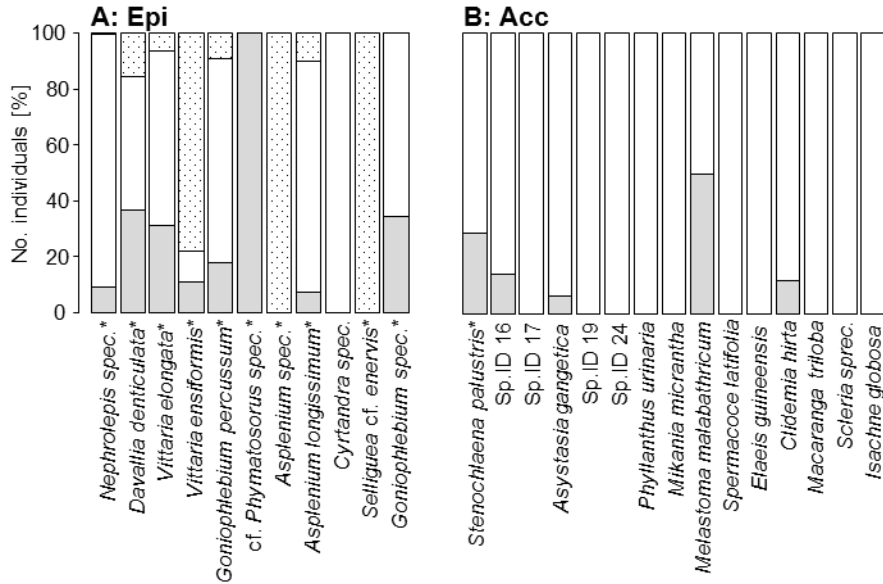 A: Epi
B: Acc
No. individuals [%]
100
80
60
40
20
0
Nephrolepis spec.*
Davallia denticulata*
Vittaria elongata*
Vittaria ensiformis*
Goniophlebium percussum*
cf. Phymatosorus spec.*
Asplenium spec.*
Asplenium longissimum*
Cyrtandra spec.
Selliguea cf. enervis*
Goniophlebium spec.*
Stenochlaena palustris*
Sp.ID 16
Sp.ID 17
Asystasia gangetica
Sp.ID 19
Sp.ID 24
Phyllanthus urinaria
Mikania micrantha
Melastoma malabathricum
Spermacoce latifolia
Elaeis guineensis
Clidemia hirta
Macaranga triloba
Scleria sprec.
Isachne globosa